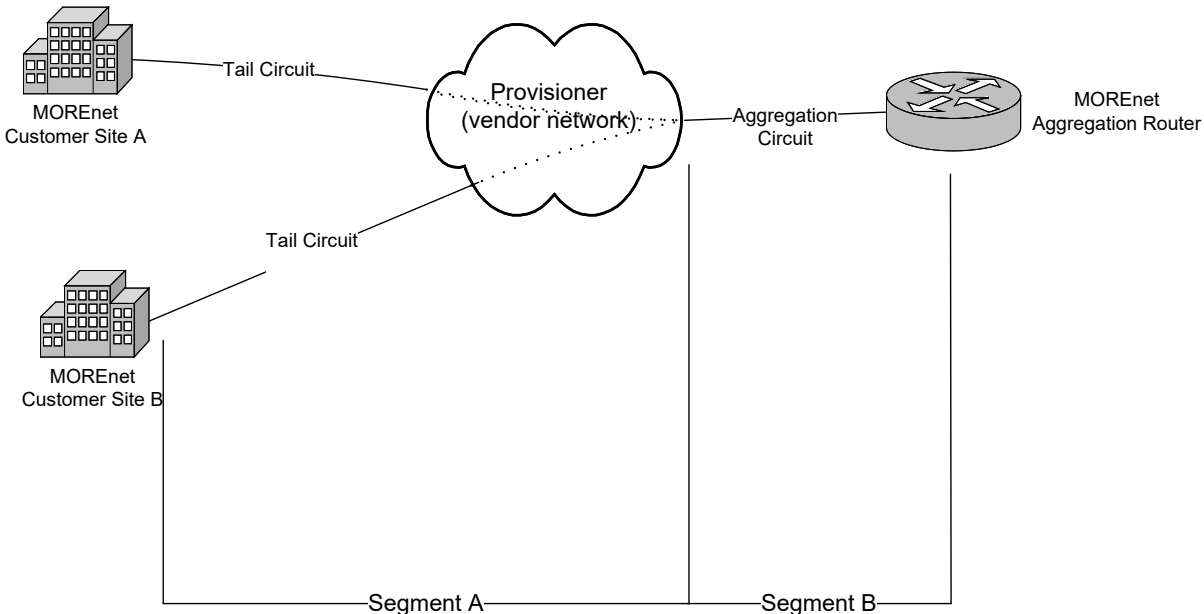 Tail Circuit
MOREnet
Customer Site A
Provisioner
(vendor network)
Aggregation
Circuit
MOREnet
Aggregation Router
Tail Circuit
MOREnet
Customer Site B
Segment A
Segment B